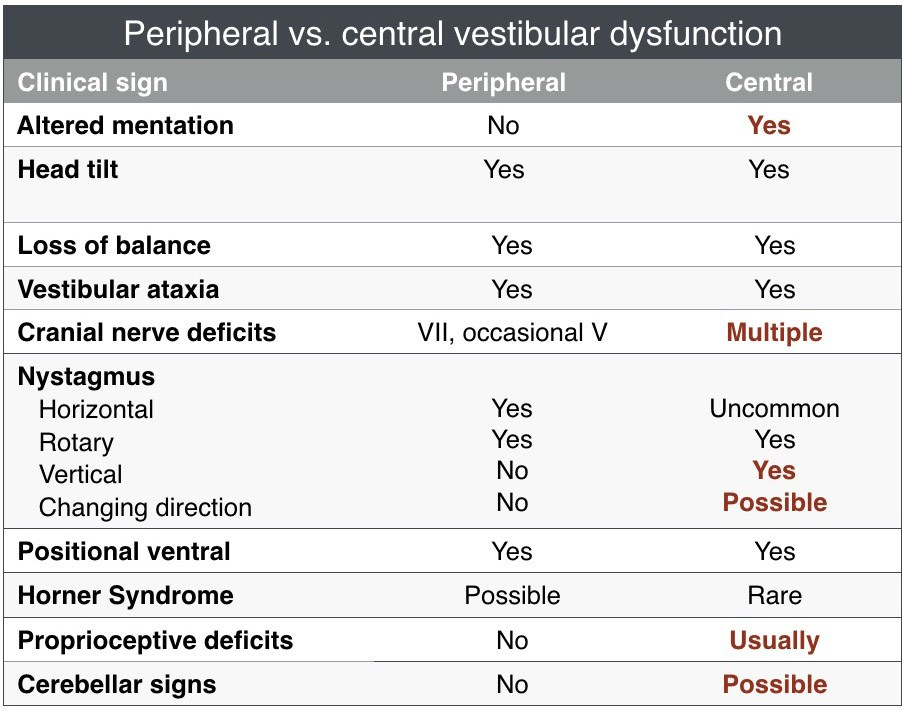 Peripheral vs. central vestibular dysfunction
Clinical sign Peripheral Central
Altered mentation No Yes
Head tilt Yes Yes
Loss of balance Yes Yes
Vestibular ataxia Yes Yes
Cranial nerve deficits VII, occasional V Multiple
Nystagmus
Horizontal Yes Uncommon
Rotary Yes Yes
Vertical No Yes
Changing direction No Possible
Positional ventral Yes Yes
Horner Syndrome Possible Rare
Proprioceptive deficits No Usually
Cerebellar signs No Possible